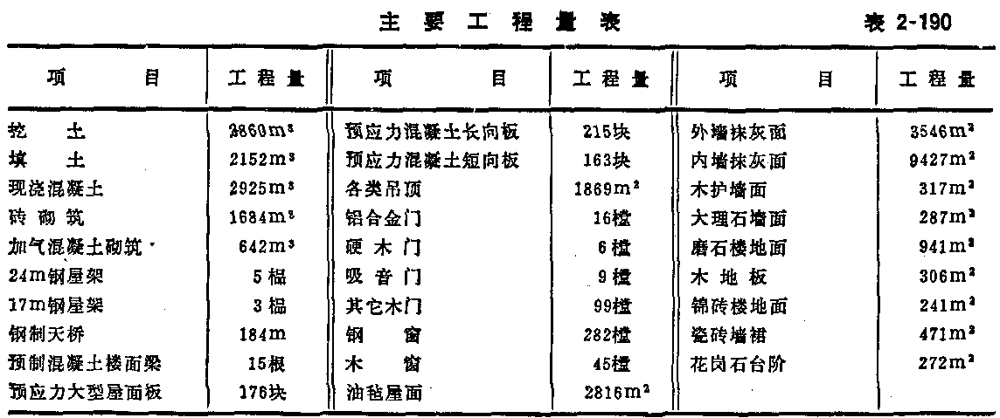 主要工程量表 表 2-190
项目 工程量 项目 工程量 项目 工程量
挖土 2860m³ 预应力混凝土长向板 215块 外墙抹灰面 3546m²
填土 2152m³ 预应力混凝土短向板 163块 内墙抹灰面 9427m²
现浇混凝土 2925m³ 各类吊顶 1869m² 木护墙面 317m²
砖砌筑 1684m³ 铝合金门 16樘 大理石墙面 287m²
加气混凝土砌筑 642m³ 硬木门 6樘 磨石楼地面 941m²
24m钢屋架 5榀 吸音门 9樘 木地板 306m²
17m钢屋架 3榀 其它木门 99樘 锦砖楼地面 241m²
钢制天桥 184m 钢窗 282樘 瓷砖墙裙 471m²
预制混凝土楼面梁 15根 木窗 45樘 花岗石台阶 272m²
预应力大型屋面板 176块 油毡屋面 2816m²